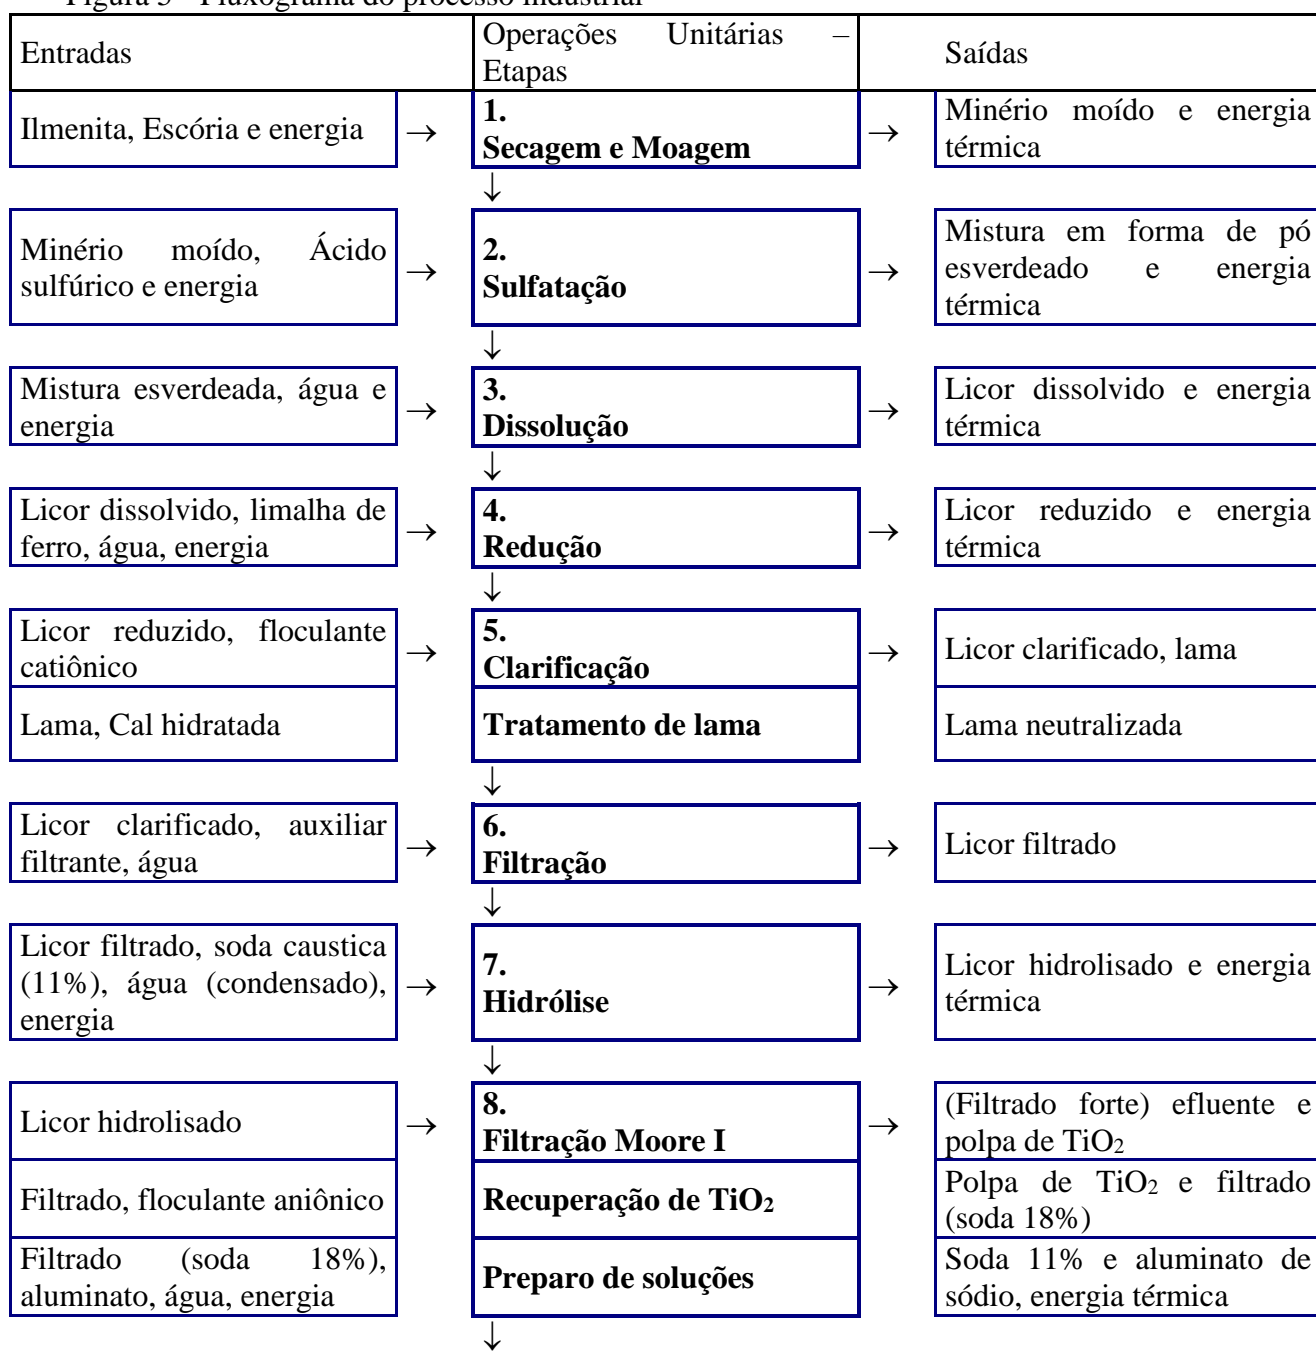 Figura 3 - Fluxograma do processo industrial
Entradas
Operações Unitárias –
Etapas
Saídas
Ilmenita, Escória e energia
→
1.
Secagem e Moagem
→
Minério moído e energia
térmica
↓
Minério moído, Ácido
sulfúrico e energia
→
2.
Sulfatação
→
Mistura em forma de pó
esverdeado e energia
térmica
↓
Mistura esverdeada, água e
energia
→
3.
Dissolução
→
Licor dissolvido e energia
térmica
↓
Licor dissolvido, limalha de
ferro, água, energia
→
4.
Redução
→
Licor reduzido e energia
térmica
↓
Licor reduzido, floculante
catiônico
→
5.
Clarificação
→
Licor clarificado, lama
Lama, Cal hidratada
Tratamento de lama
Lama neutralizada
↓
Licor clarificado, auxiliar
filtrante, água
→
6.
Filtração
→
Licor filtrado
↓
Licor filtrado, soda caustica
(11%), água (condensado),
energia
→
7.
Hidrólise
→
Licor hidrolisado e energia
térmica
↓
Licor hidrolisado
→
8.
Filtração Moore I
→
(Filtrado forte) efluente e
polpa de TiO₂
Filtrado, floculante aniônico
Recuperação de TiO₂
Polpa de TiO₂ e filtrado
(soda 18%)
Filtrado (soda 18%),
aluminato, água, energia
Preparo de soluções
Soda 11% e aluminato de
sódio, energia térmica
↓